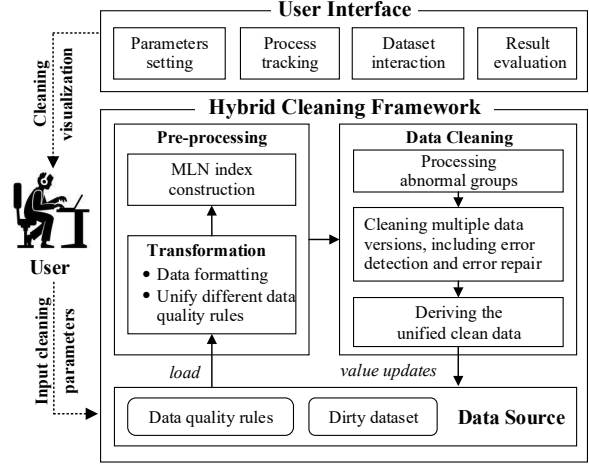 User Interface
Parameters
setting
Process
tracking
Dataset
interaction
Result
evaluation
Cleaning
visualization
User
Input cleaning
parameters
Hybrid Cleaning Framework
Pre-processing
MLN index
construction
Transformation
• Data formatting
• Unify different data
quality rules
Data Cleaning
Processing
abnormal groups
Cleaning multiple data
versions, including error
detection and error repair
Deriving the
unified clean data
load
value updates
Data quality rules
Dirty dataset
Data Source